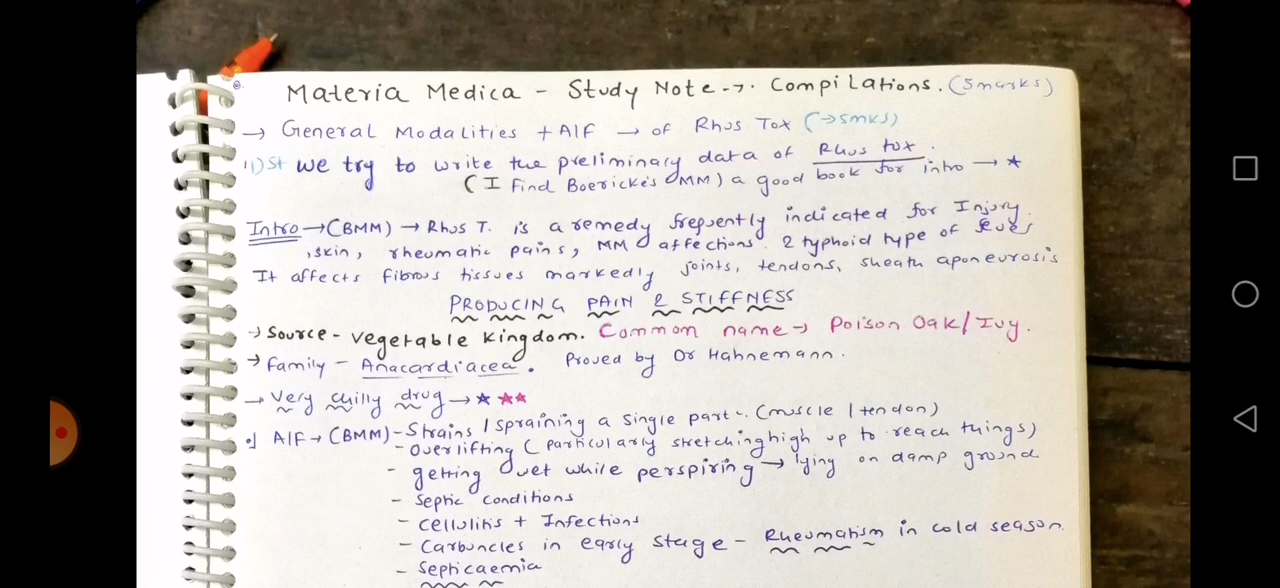 Materia Medica - Study Note → Compilations. (5marks)
→ General Modalities + AIF → of Rhus Tox (→5mks)
1) St we try to write the preliminary data of Rhus tox.
(I find Boericke's MM) a good book for intro → ★
Intro → (BMM) → Rhus T. is a remedy frequently indicated for Injury
, skin, rheumatic pains, MM affections & typhoid type of fever
It affects fibrous tissues markedly joints, tendons, sheath aponeurosis
PRODUCING PAIN & STIFFNESS
→ Source - vegetable kingdom. Common name → Poison Oak/Ivy.
→ Family - Anacardiacea. Proved by Dr Hahnemann.
→ Very chilly drug → ★ ★★
•] AIF → (BMM) - Strains / spraining a single part. (muscle / tendon)
- Overlifting (particularly stretching high up to reach things)
- getting wet while perspiring → lying on damp ground
- Septic conditions
- Cellulitis + Infections
- Carbuncles in early stage - Rheumatism in cold season.
- Septicaemia